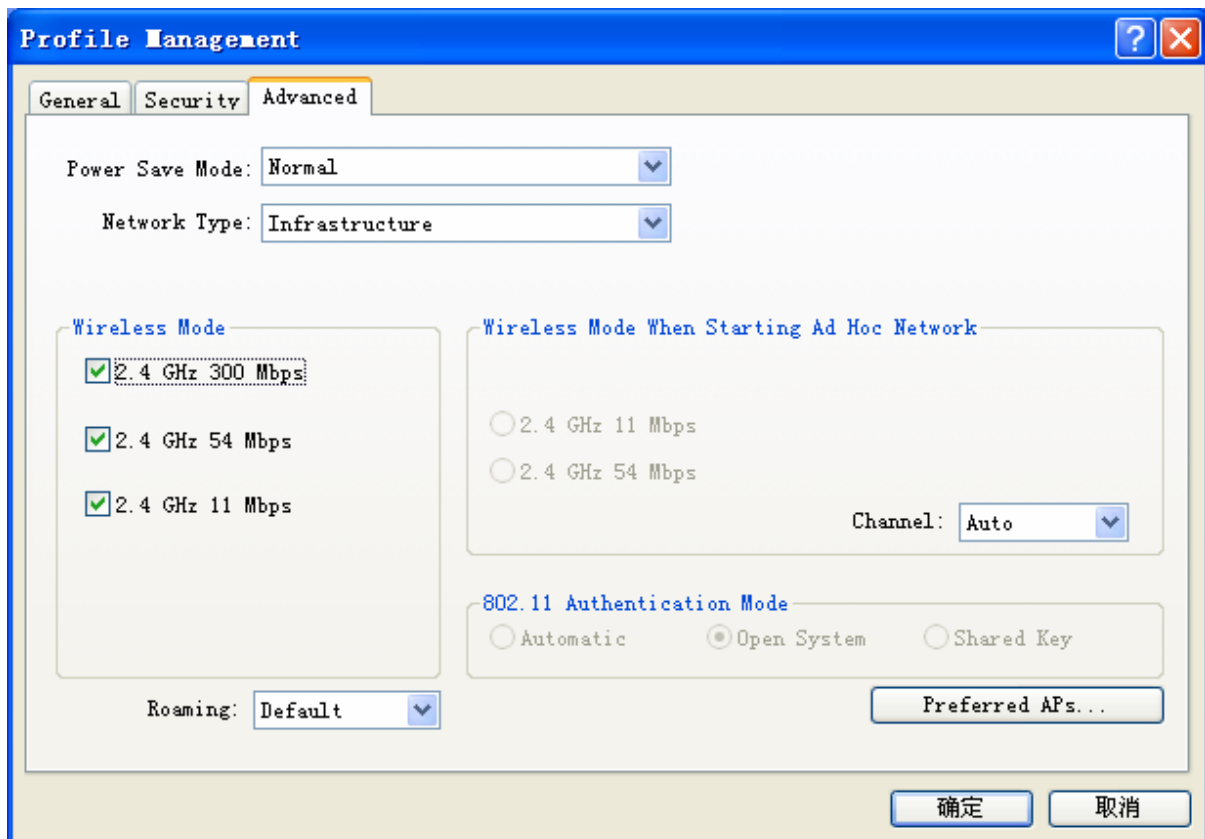 Profile Management
General Security Advanced
Power Save Mode: Normal
Network Type: Infrastructure
Wireless Mode
2.4 GHz 300 Mbps
2.4 GHz 54 Mbps
2.4 GHz 11 Mbps
Wireless Mode When Starting Ad Hoc Network
2.4 GHz 11 Mbps
2.4 GHz 54 Mbps
Channel: Auto
802.11 Authentication Mode
Automatic Open System Shared Key
Roaming: Default
Preferred APs...
确定 取消